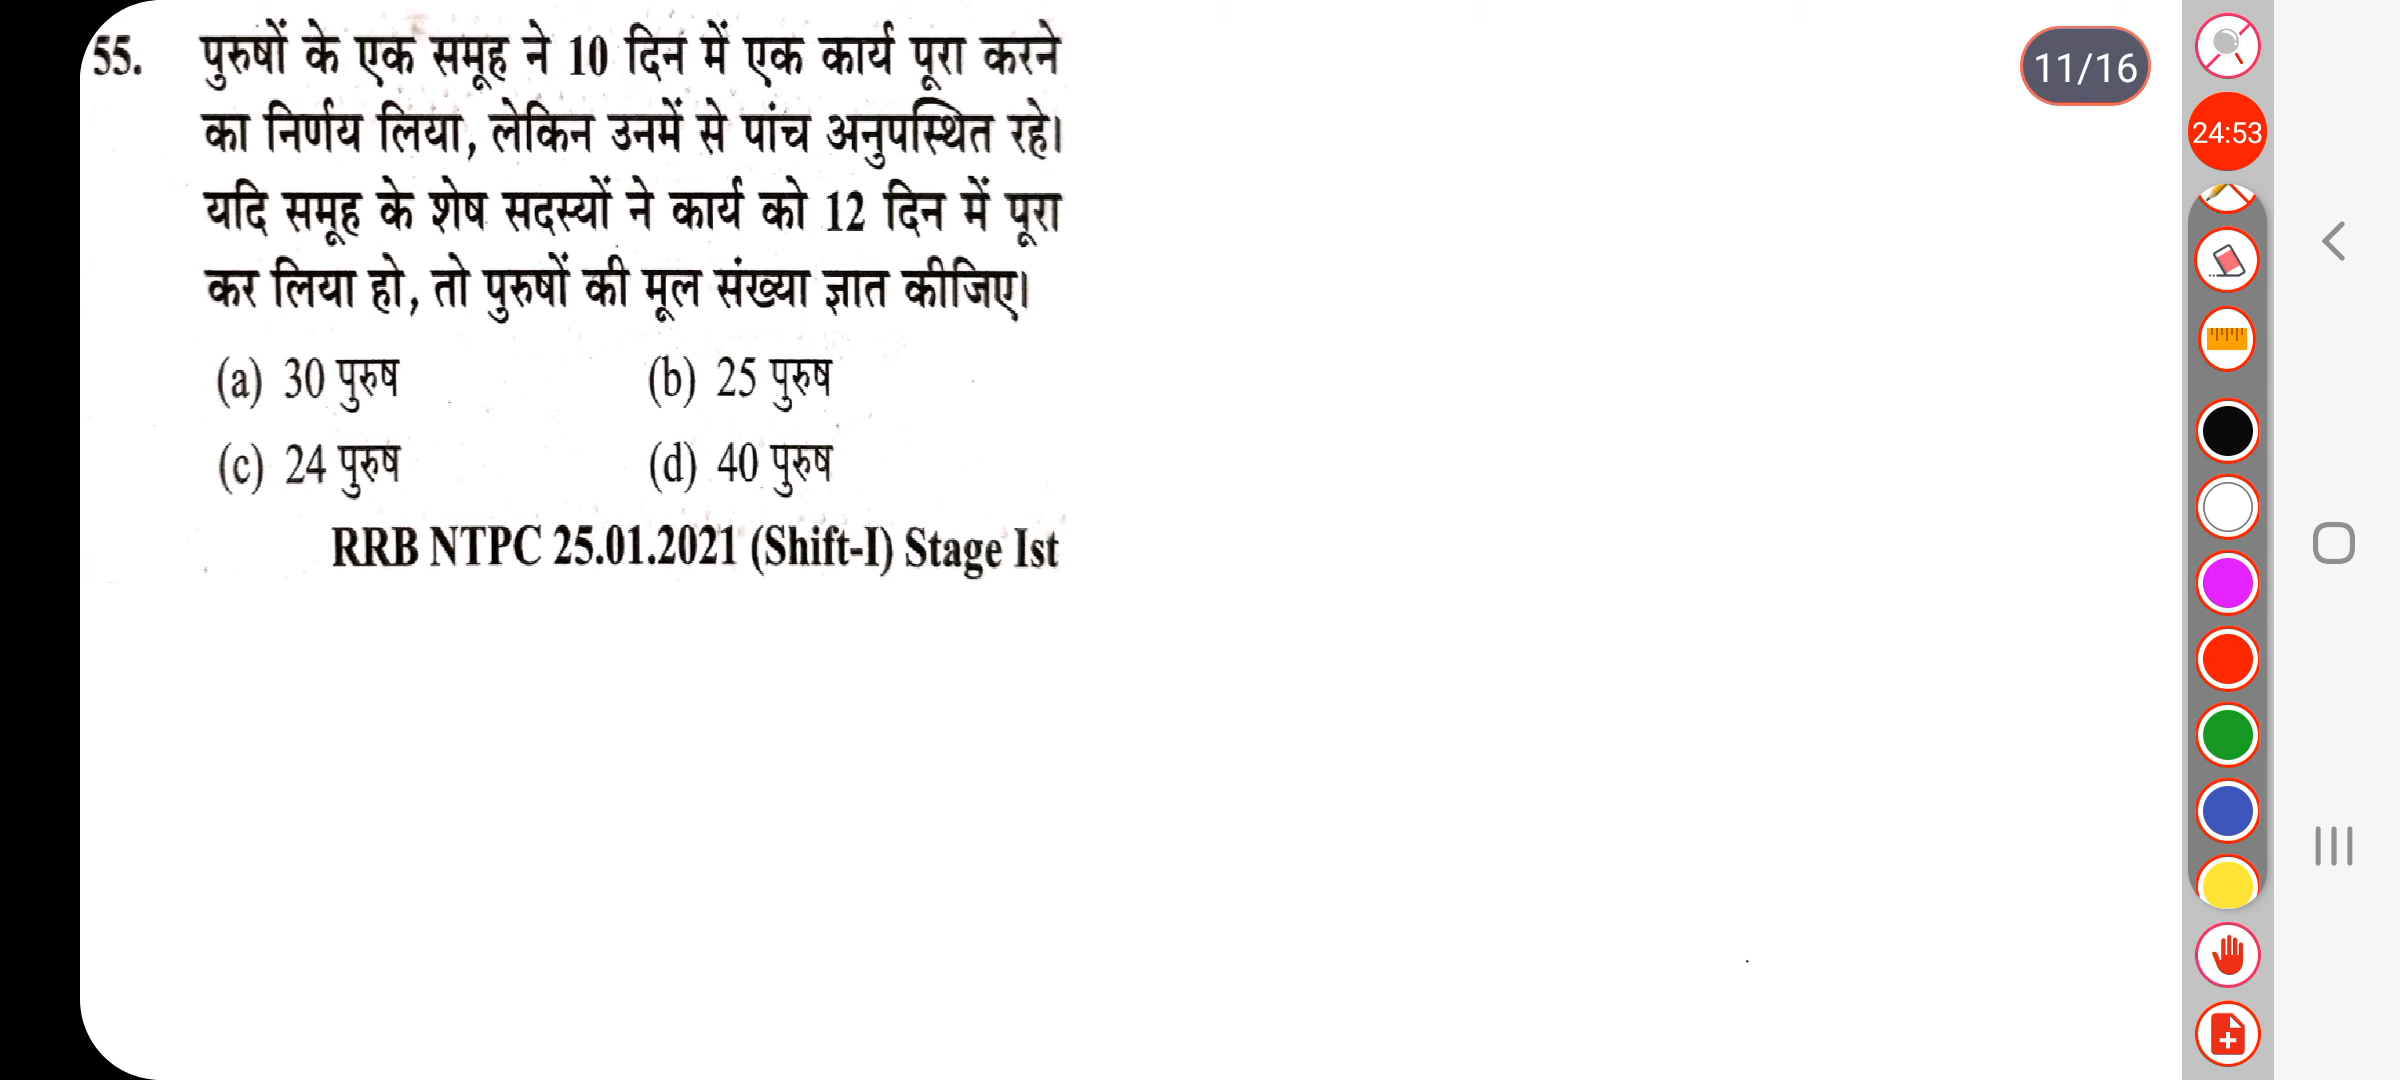 55. पुरुषों के एक समूह ने 10 दिन में एक कार्य पूरा करने
का निर्णय लिया, लेकिन उनमें से पांच अनुपस्थित रहे।
यदि समूह के शेष सदस्यों ने कार्य को 12 दिन में पूरा
कर लिया हो, तो पुरुषों की मूल संख्या ज्ञात कीजिए।
(a) 30 पुरुष (b) 25 पुरुष
(c) 24 पुरुष (d) 40 पुरुष
RRB NTPC 25.01.2021 (Shift-I) Stage Ist
11/16
24:53